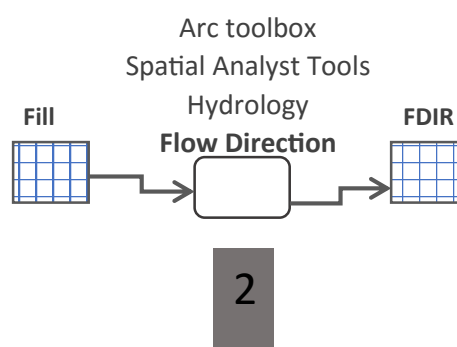 Arc toolbox
Spatial Analyst Tools
Hydrology
Fill
FDIR
Flow Direction
2